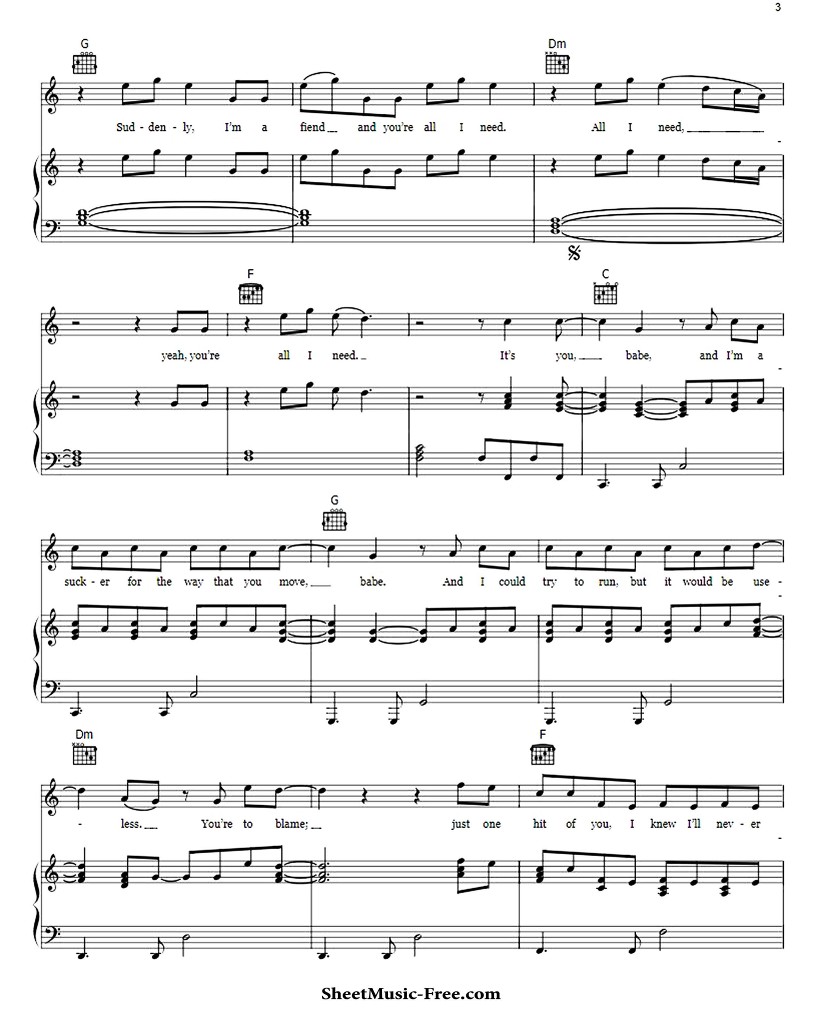 3
G Dm
Sud - den - ly, I'm a fiend and you're all I need. All I need,
F C
yeah, you're all I need. It's you, babe, and I'm a
G
suck - er for the way that you move, babe. And I could try to run, but it would be use -
Dm F
- less. You're to blame; just one hit of you, I knew I'll nev - er
SheetMusic-Free.com